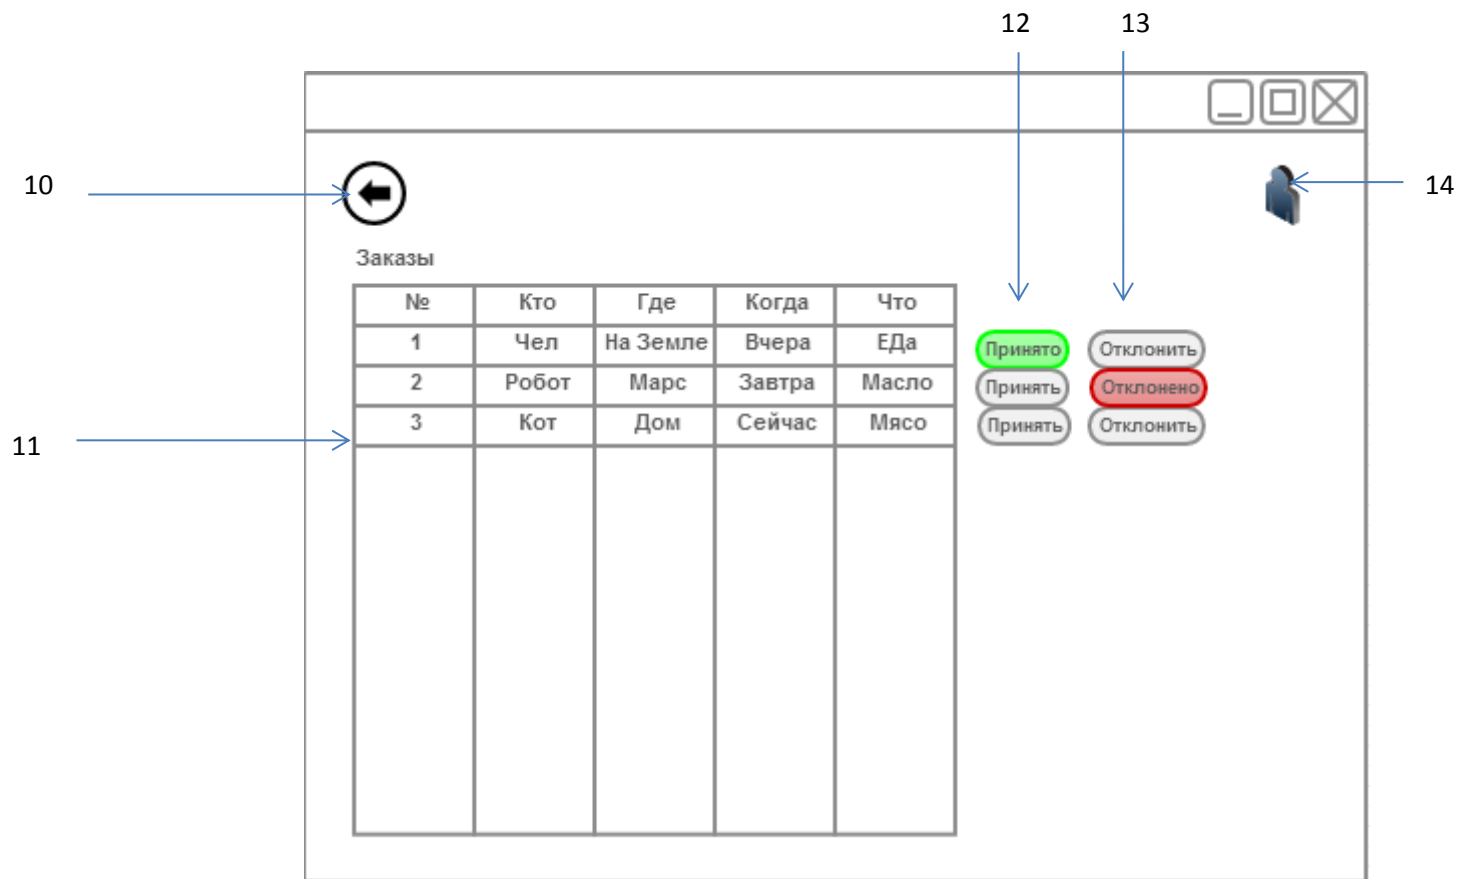 12 13
10
14
Заказы
№ Кто Где Когда Что
1 Чел На Земле Вчера ЕДа Принято Отклонить
2 Робот Марс Завтра Масло Принять Отклонено
3 Кот Дом Сейчас Мясо Принять Отклонить
11